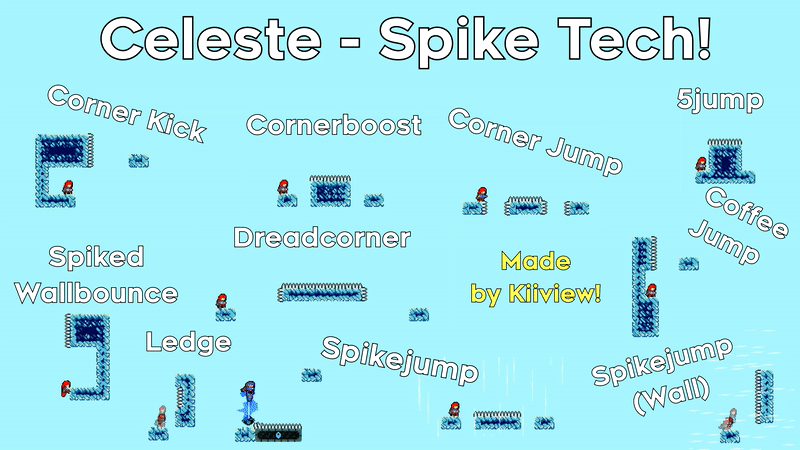 Celeste - Spike Tech!
Corner Kick
Cornerboost
Corner Jump
5jump
Coffee
Jump
Spiked
Wallbounce
Dreadcorner
Made
by Kiiview!
Ledge
Spikejump
Spikejump
(Wall)